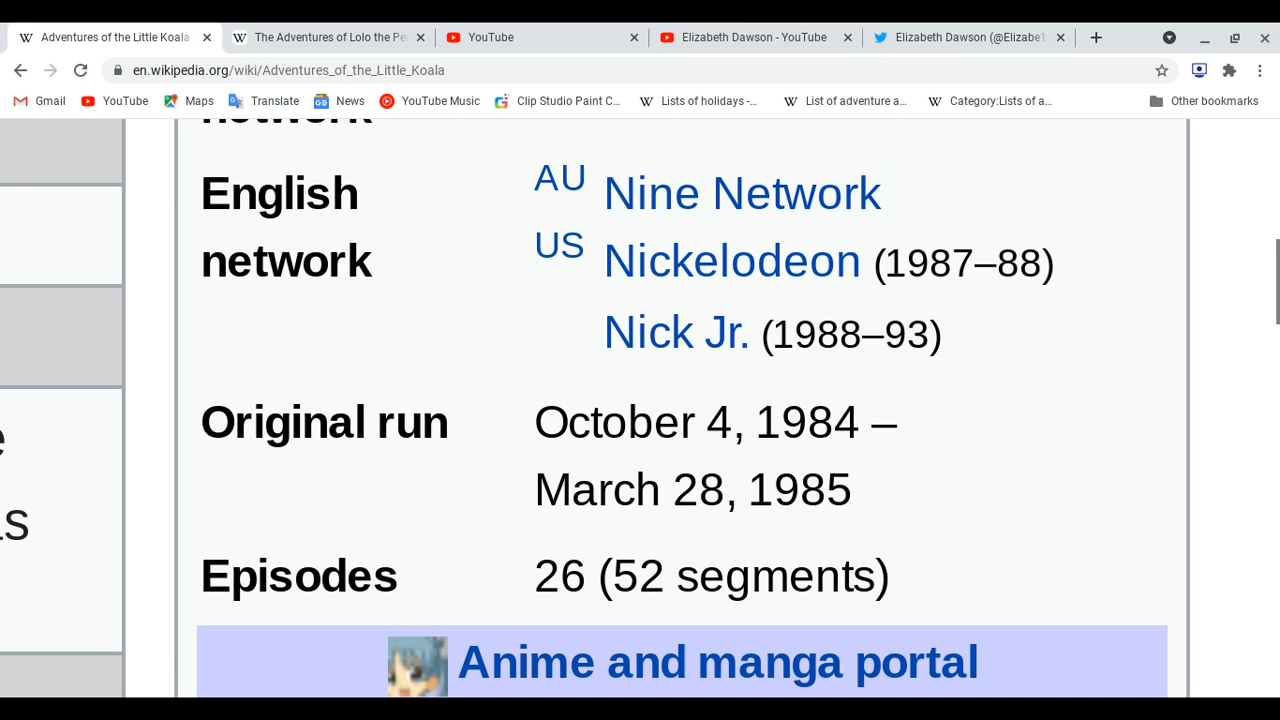 Adventures of the Little Koala
The Adventures of Lolo the Pe
YouTube
Elizabeth Dawson - YouTube
Elizabeth Dawson (@Elizabe
en.wikipedia.org/wiki/Adventures_of_the_Little_Koala
Gmail
YouTube
Maps
Translate
News
YouTube Music
Clip Studio Paint C...
Lists of holidays -...
List of adventure a...
Category:Lists of a...
Other bookmarks
network
English network
AU Nine Network
US Nickelodeon (1987–88)
Nick Jr. (1988–93)
Original run
October 4, 1984 –
March 28, 1985
Episodes
26 (52 segments)
Anime and manga portal